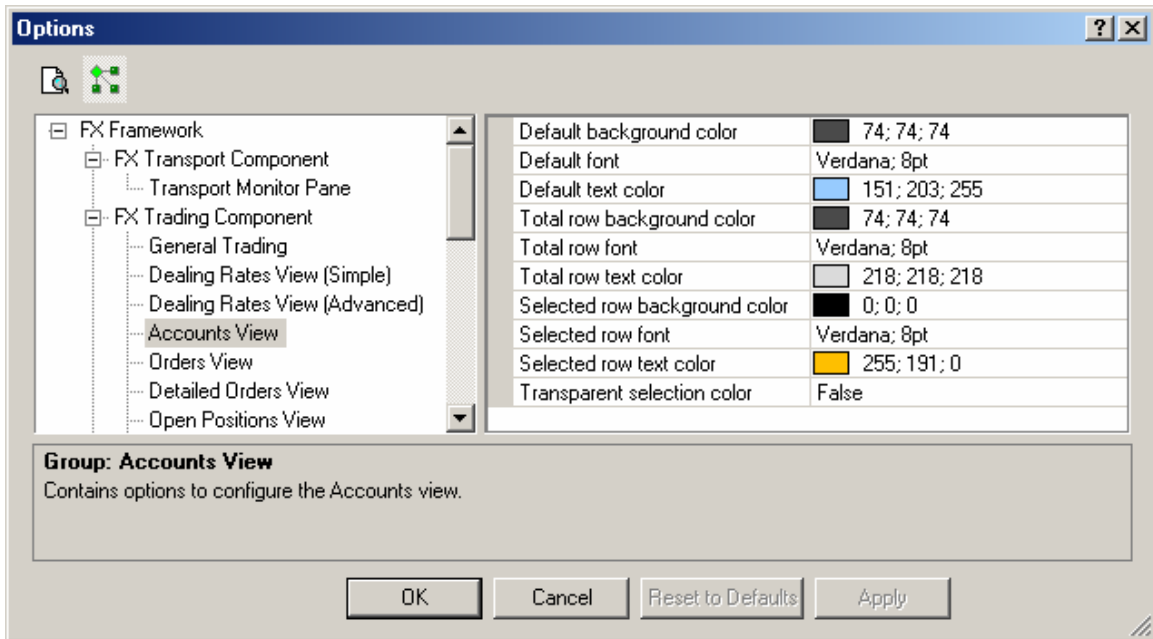 Options
FX Framework
FX Transport Component
Transport Monitor Pane
FX Trading Component
General Trading
Dealing Rates View (Simple)
Dealing Rates View (Advanced)
Accounts View
Orders View
Detailed Orders View
Open Positions View
Default background color 74; 74; 74
Default font Verdana; 8pt
Default text color 151; 203; 255
Total row background color 74; 74; 74
Total row font Verdana; 8pt
Total row text color 218; 218; 218
Selected row background color 0; 0; 0
Selected row font Verdana; 8pt
Selected row text color 255; 191; 0
Transparent selection color False
Group: Accounts View
Contains options to configure the Accounts view.
OK Cancel Reset to Defaults Apply